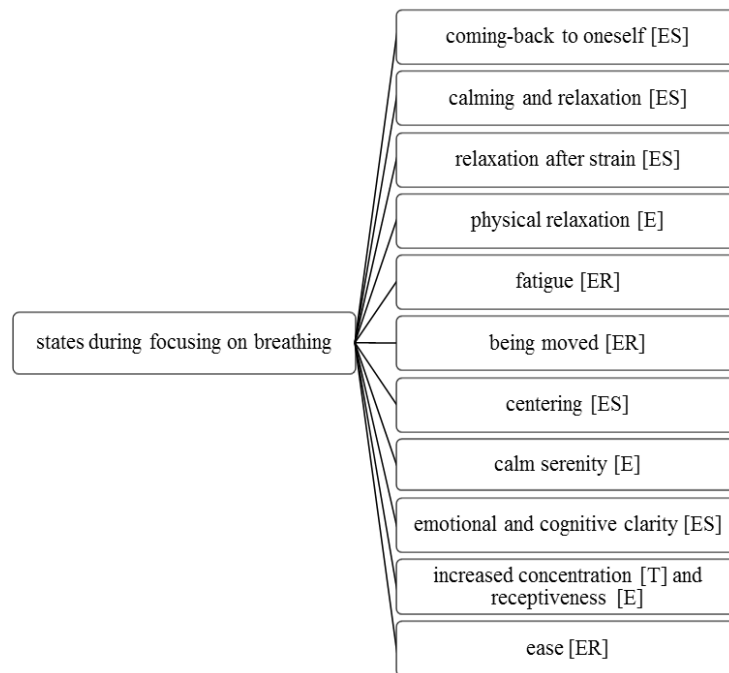 coming-back to oneself [ES]
calming and relaxation [ES]
relaxation after strain [ES]
physical relaxation [E]
fatigue [ER]
states during focusing on breathing
being moved [ER]
centering [ES]
calm serenity [E]
emotional and cognitive clarity [ES]
increased concentration [T] and
receptiveness [E]
ease [ER]